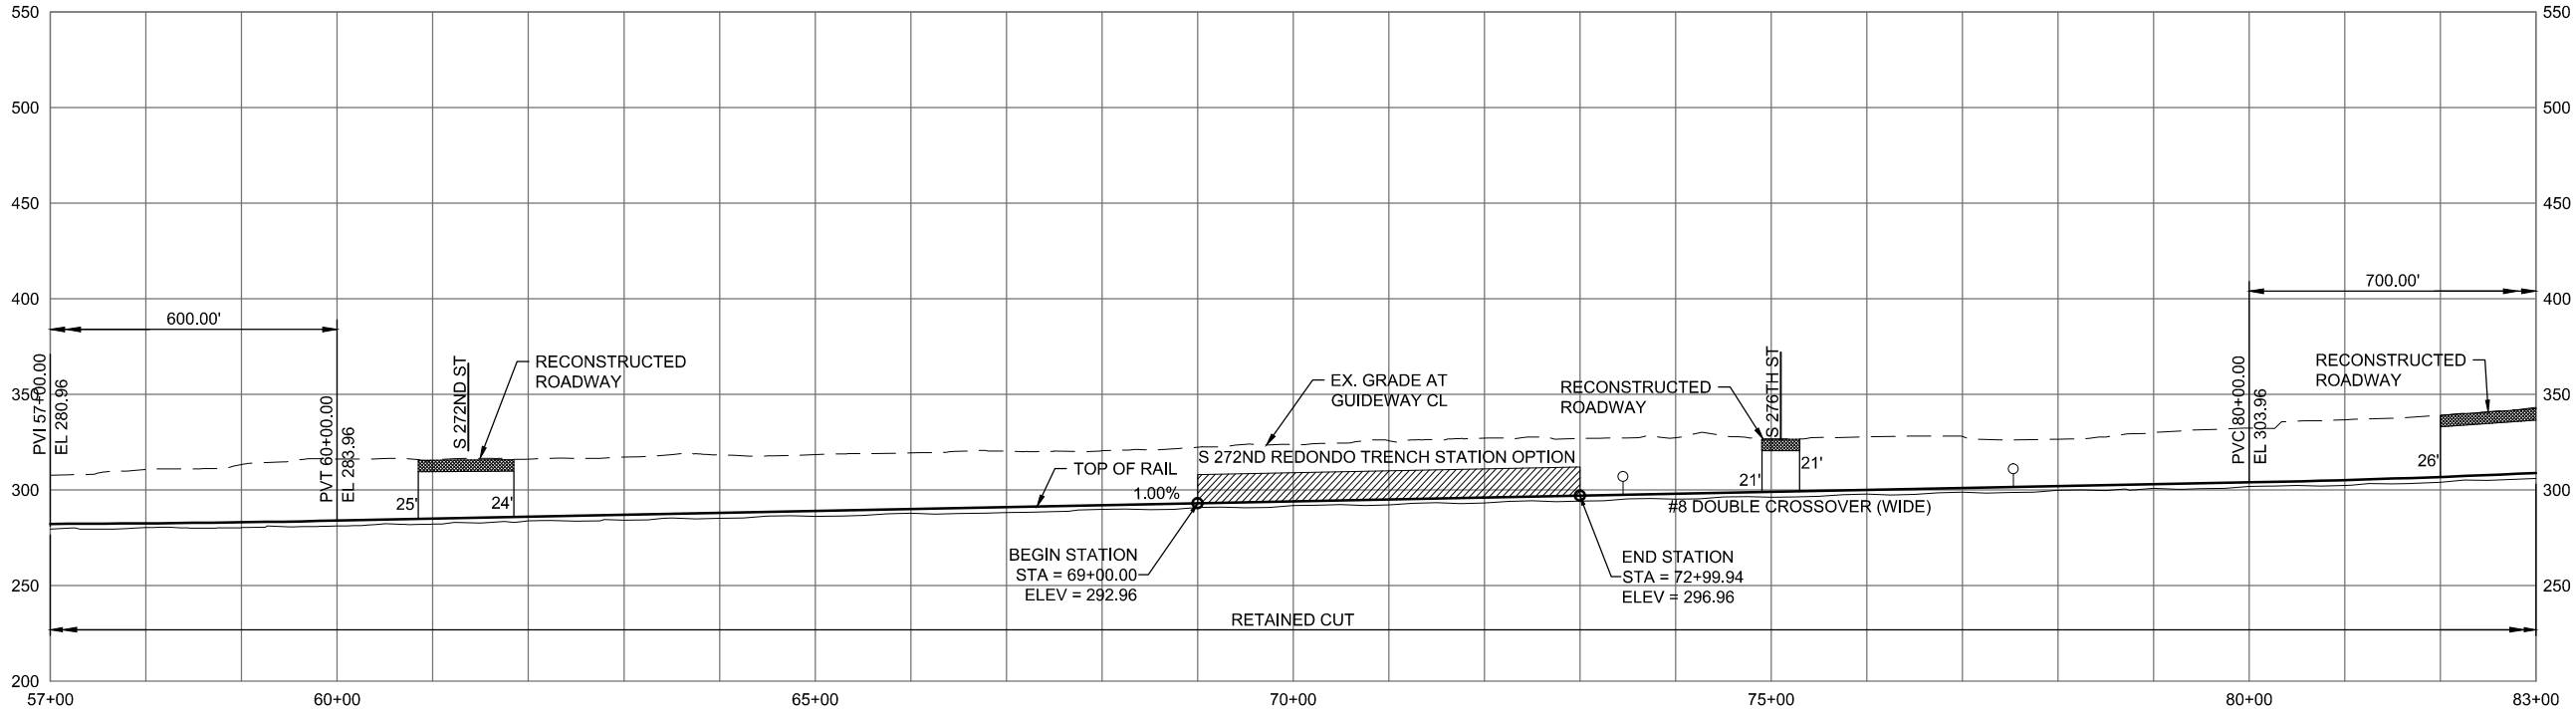 550
550
500
500
450
450
400
400
350
350
300
300
250
250
200
600.00'
700.00'
PVI 57+00.00
EL 280.96
PVT 60+00.00
EL 283.96
S 272ND ST
RECONSTRUCTED
ROADWAY
25'
24'
TOP OF RAIL
1.00%
EX. GRADE AT
GUIDEWAY CL
S 272ND REDONDO TRENCH STATION OPTION
BEGIN STATION
STA = 69+00.00
ELEV = 292.96
END STATION
STA = 72+99.94
ELEV = 296.96
RECONSTRUCTED
ROADWAY
S 276TH ST
21'
21'
#8 DOUBLE CROSSOVER (WIDE)
PVC 80+00.00
EL 303.96
RECONSTRUCTED
ROADWAY
26'
RETAINED CUT
57+00
60+00
65+00
70+00
75+00
80+00
83+00